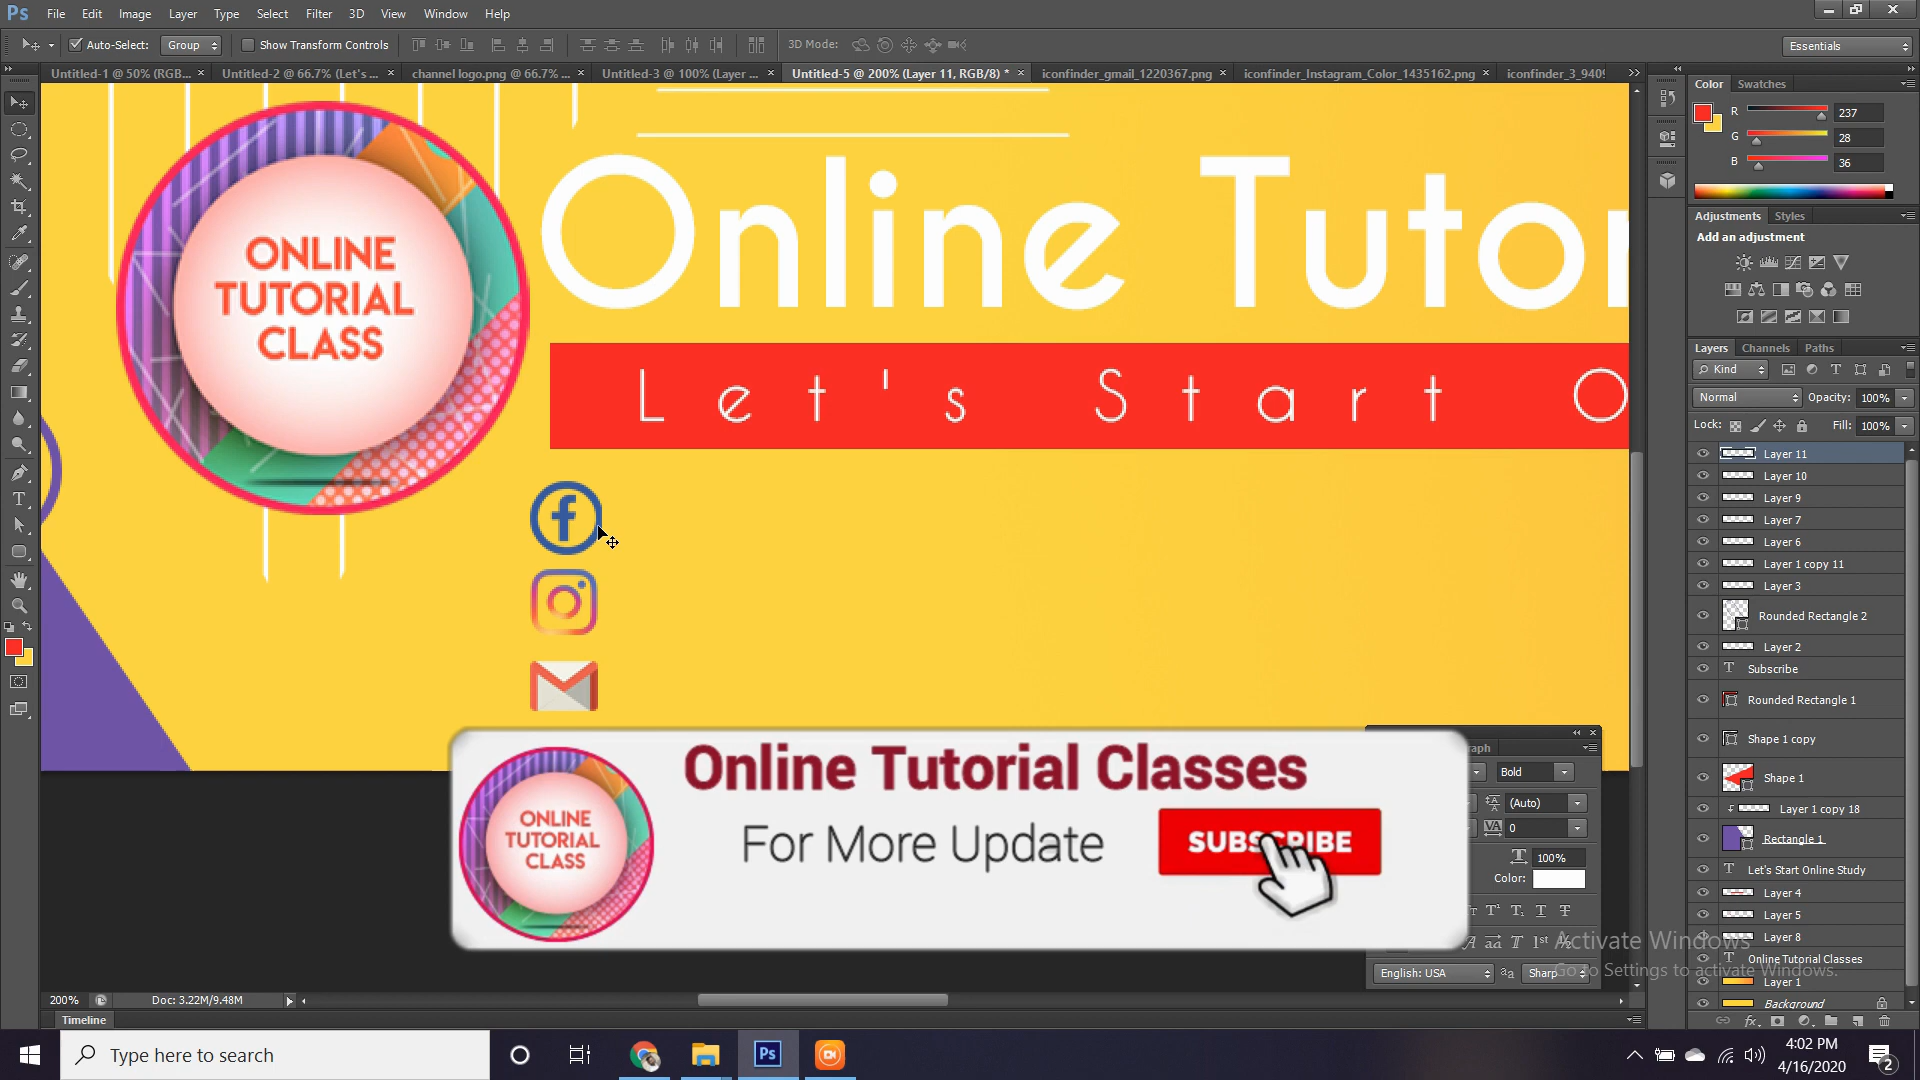 Ps File Edit Image Layer Type Select Filter 3D View Window Help
Auto-Select: Group Show Transform Controls 3D Mode: Essentials
Untitled-1 @ 50% (RGB... × Untitled-2 @ 66.7% (Let's ... × channel logo.png @ 66.7% ... × Untitled-3 @ 100% (Layer ... × Untitled-5 @ 200% (Layer 11, RGB/8) * × iconfinder_gmail_1220367.png × iconfinder_Instagram_Color_1435162.png × iconfinder_3_940
Color Swatches
R 237
G 28
B 36
Adjustments Styles
Add an adjustment
ONLINE
TUTORIAL
CLASS
Online Tutor
Let's Start O
Layers Channels Paths
Kind
Normal Opacity: 100%
Lock: Fill: 100%
Layer 11
Layer 10
Layer 9
Layer 7
Layer 6
Layer 1 copy 11
Layer 3
Rounded Rectangle 2
Layer 2
Subscribe
Rounded Rectangle 1
Shape 1 copy
Shape 1
Layer 1 copy 18
Rectangle 1
Let's Start Online Study
Layer 4
Layer 5
Layer 8
Online Tutorial Classes
Layer 1
Background
Online Tutorial Classes
For More Update
SUBSCRIBE
ONLINE
TUTORIAL
CLASS
graph
Bold
(Auto)
0
100%
Color:
English: USA Sharp
Activate Windows
Go to Settings to activate Windows.
200% Doc: 3.22M/9.48M
Timeline
Type here to search
Ps
4:02 PM
4/16/2020
2